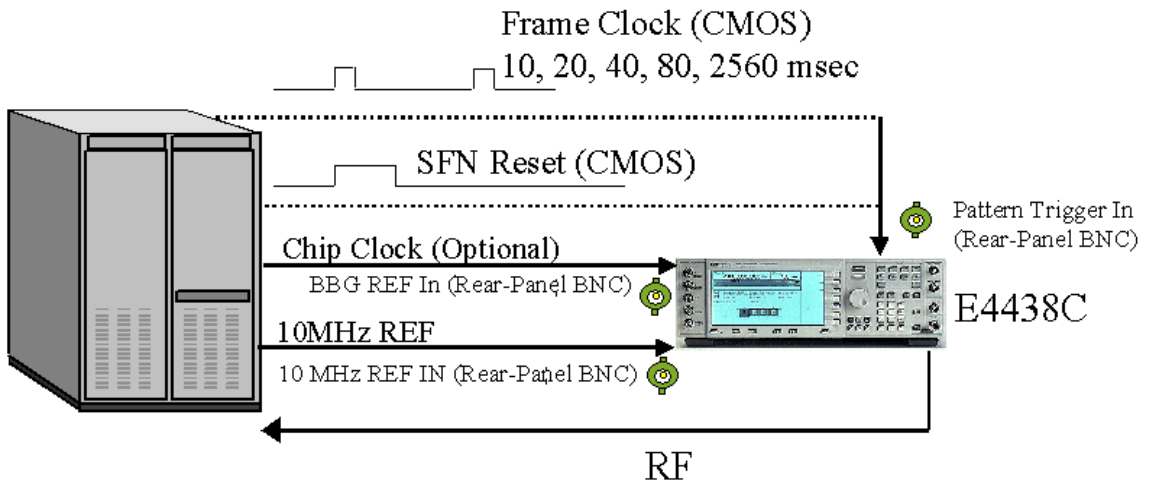 Frame Clock (CMOS)
10, 20, 40, 80, 2560 msec
SFN Reset (CMOS)
Pattern Trigger In
(Rear-Panel BNC)
Chip Clock (Optional)
BBG REF In (Rear-Panel BNC)
E4438C
10MHz REF
10 MHz REF IN (Rear-Panel BNC)
RF